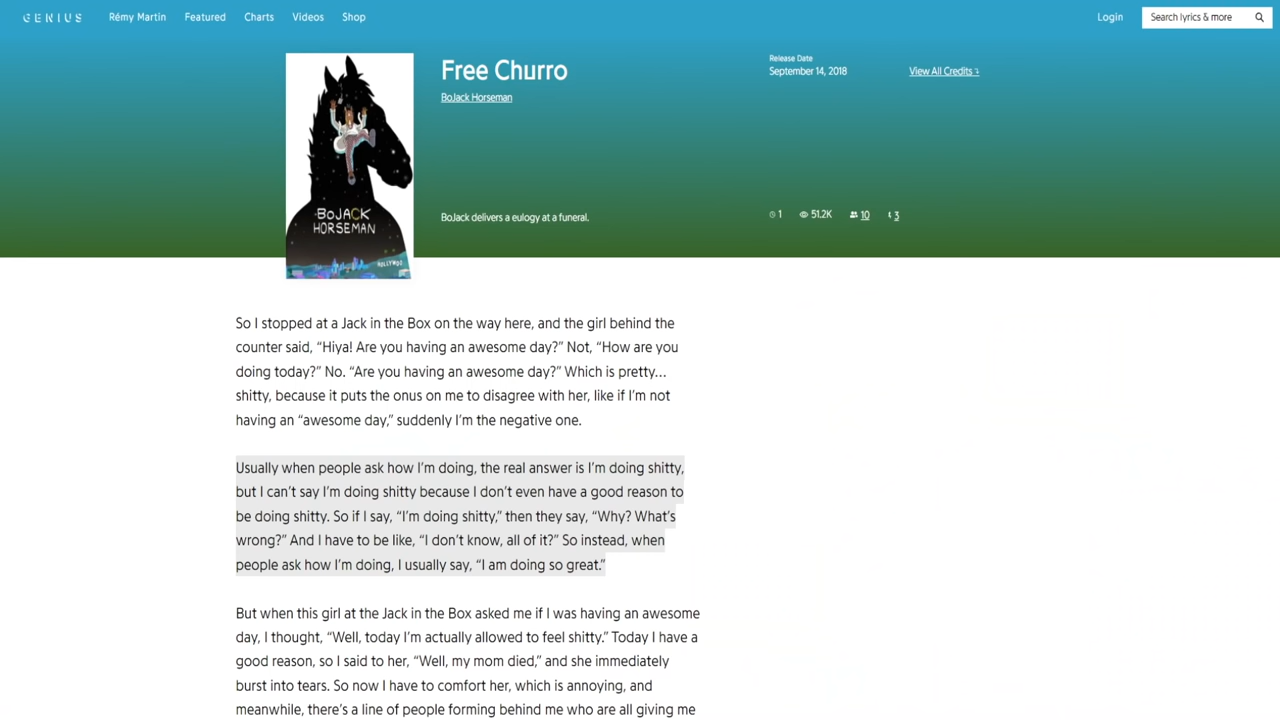 GENIUS Rémy Martin Featured Charts Videos Shop Login Search lyrics & more
Free Churro
BoJack Horseman
Release Date
September 14, 2018
View All Credits
BOJACK
HORSEMAN
HOLLYWOO
BoJack delivers a eulogy at a funeral.
1 51.2K 10 3
So I stopped at a Jack in the Box on the way here, and the girl behind the
counter said, “Hiya! Are you having an awesome day?” Not, “How are you
doing today?” No. “Are you having an awesome day?” Which is pretty…
shitty, because it puts the onus on me to disagree with her, like if I’m not
having an “awesome day,” suddenly I’m the negative one.
Usually when people ask how I’m doing, the real answer is I’m doing shitty,
but I can’t say I’m doing shitty because I don’t even have a good reason to
be doing shitty. So if I say, “I’m doing shitty,” then they say, “Why? What’s
wrong?” And I have to be like, “I don’t know, all of it?” So instead, when
people ask how I’m doing, I usually say, “I am doing so great.”
But when this girl at the Jack in the Box asked me if I was having an awesome
day, I thought, “Well, today I’m actually allowed to feel shitty.” Today I have a
good reason, so I said to her, “Well, my mom died,” and she immediately
burst into tears. So now I have to comfort her, which is annoying, and
meanwhile, there’s a line of people forming behind me who are all giving me